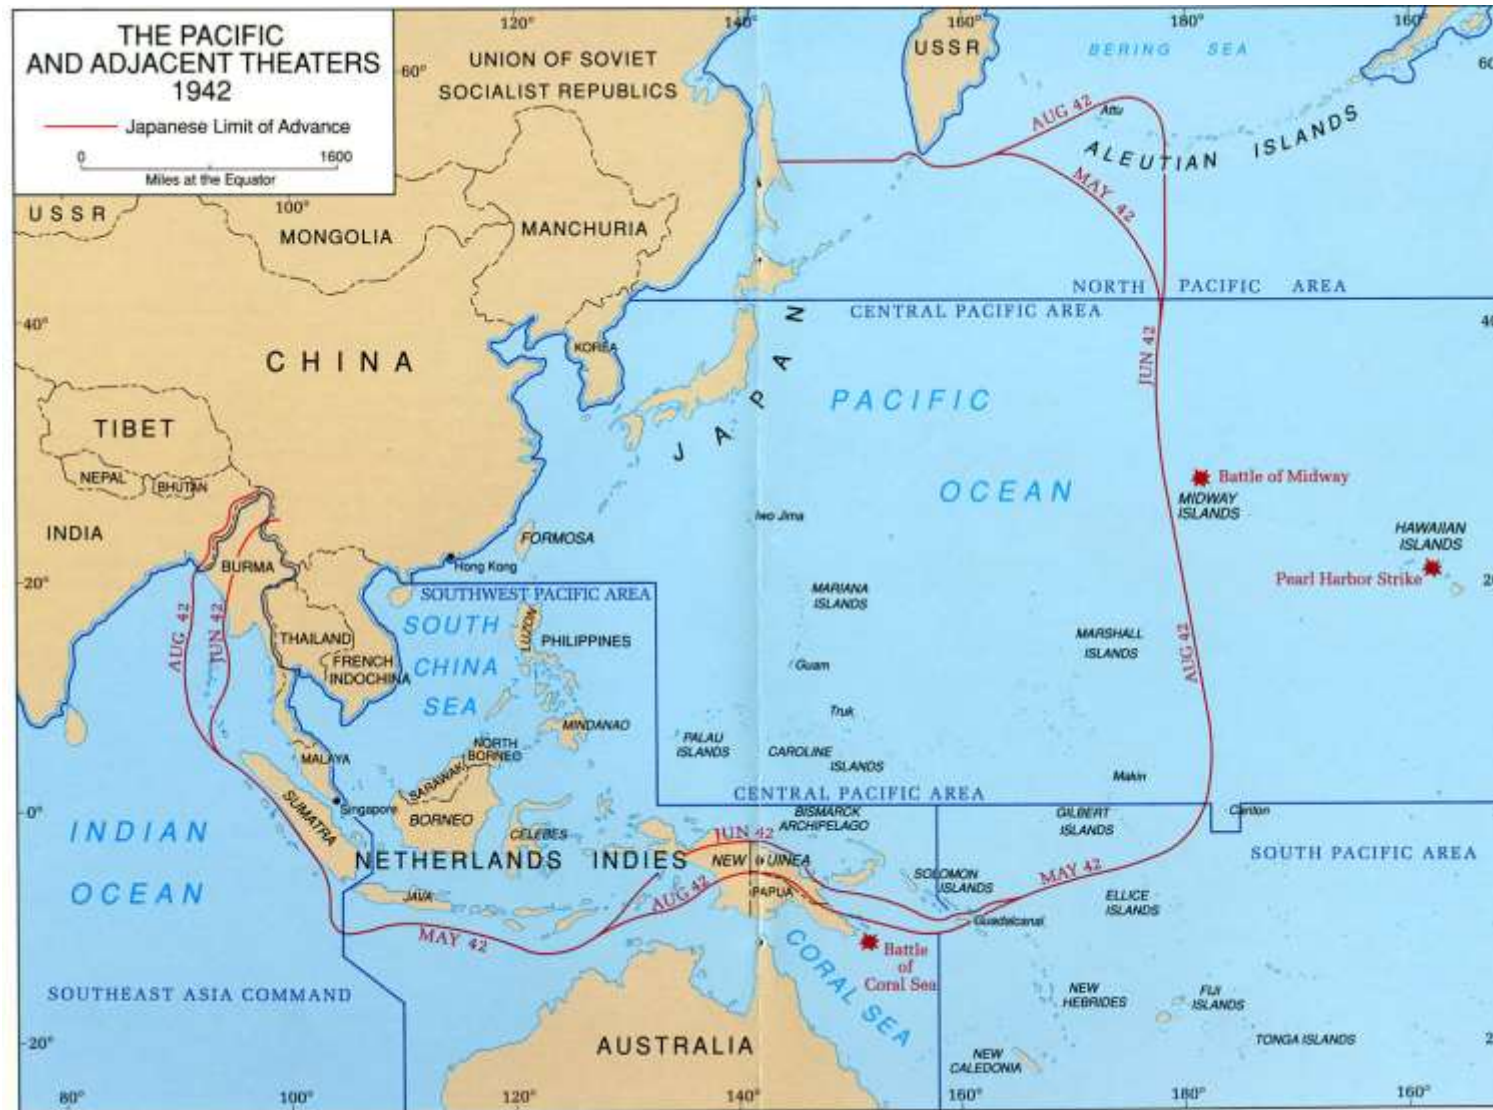 THE PACIFIC
AND ADJACENT THEATERS
1942
Japanese Limit of Advance
0 1600
Miles at the Equator
120°
140°
160°
180°
160°
60°
60
UNION OF SOVIET
SOCIALIST REPUBLICS
USSR
BERING SEA
AUG 42
Attu
ALEUTIAN ISLANDS
MAY 42
USSR
100°
MONGOLIA
MANCHURIA
NORTH PACIFIC AREA
CENTRAL PACIFIC AREA
40°
40
CHINA
KOREA
JAPAN
JUN 42
PACIFIC
OCEAN
TIBET
NEPAL
BHUTAN
Battle of Midway
MIDWAY
ISLANDS
INDIA
BURMA
Iwo Jima
FORMOSA
Hong Kong
HAWAIIAN
ISLANDS
Pearl Harbor Strike
20°
2
SOUTHWEST PACIFIC AREA
MARIANA
ISLANDS
AUG 42
JUN 42
THAILAND
FRENCH
INDOCHINA
SOUTH
CHINA
SEA
LUZON
PHILIPPINES
MARSHALL
ISLANDS
AUG 42
Guam
Truk
MINDANAO
PALAU
ISLANDS
CAROLINE
ISLANDS
MALAYA
NORTH
BORNEO
SARAWAK
BORNEO
Makin
CENTRAL PACIFIC AREA
0°
Singapore
SUMATRA
CELEBES
BISMARCK
ARCHIPELAGO
GILBERT
ISLANDS
Canton
INDIAN
OCEAN
NETHERLANDS INDIES
JUN 42
NEW GUINEA
SOUTH PACIFIC AREA
JAVA
AUG 42
PAPUA
SOLOMON
ISLANDS
MAY 42
ELLICE
ISLANDS
Guadalcanal
MAY 42
CORAL SEA
Battle
of
Coral Sea
SOUTHEAST ASIA COMMAND
NEW
HEBRIDES
FIJI
ISLANDS
20°
2
AUSTRALIA
NEW
CALEDONIA
TONGA ISLANDS
80°
100°
120°
140°
160°
180°
160°